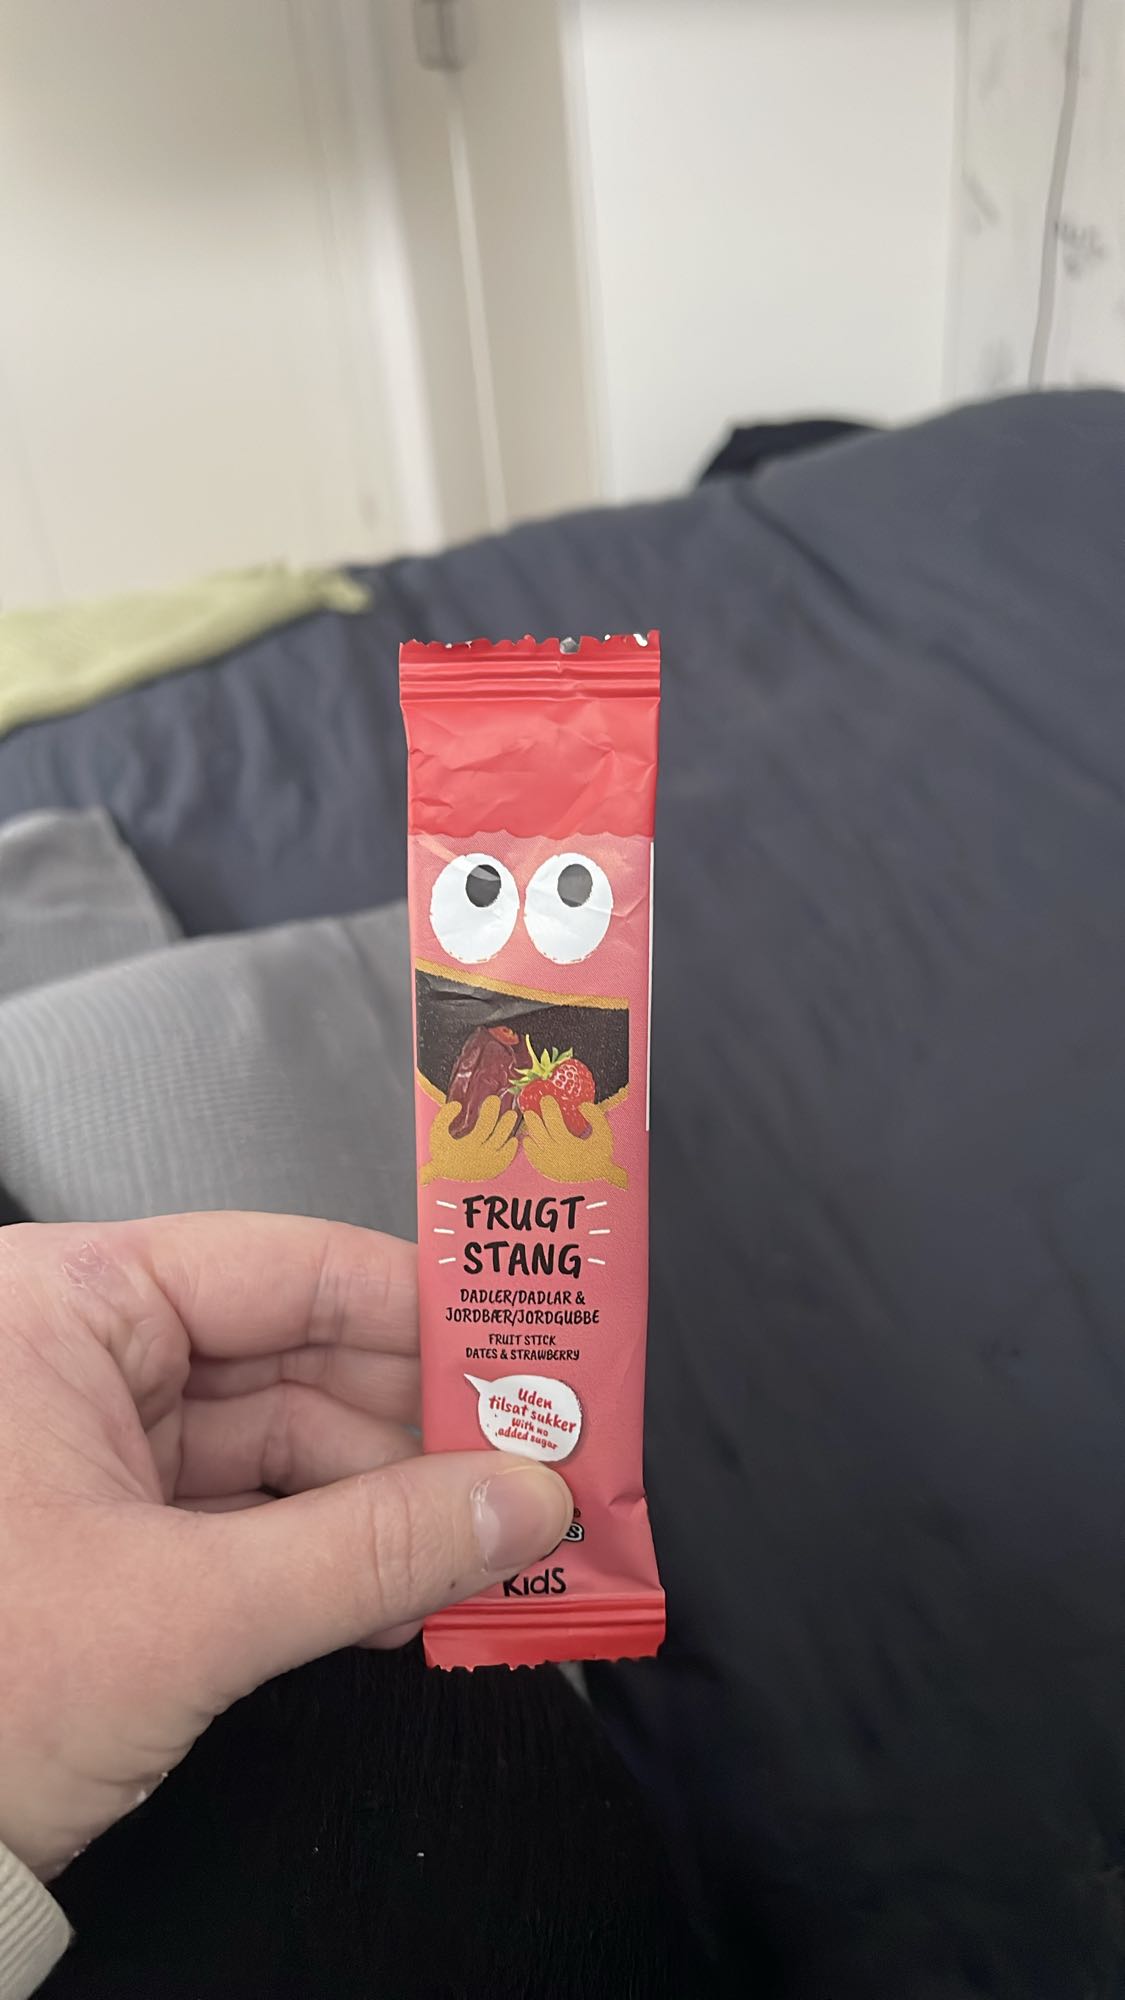 FRUGT
STANG
DADLER/DADLAR &
JORDBÆR/JORDGUBBE
FRUIT STICK
DATES & STRAWBERRY
Uden
tilsat sukker
With no
added sugar
Kids